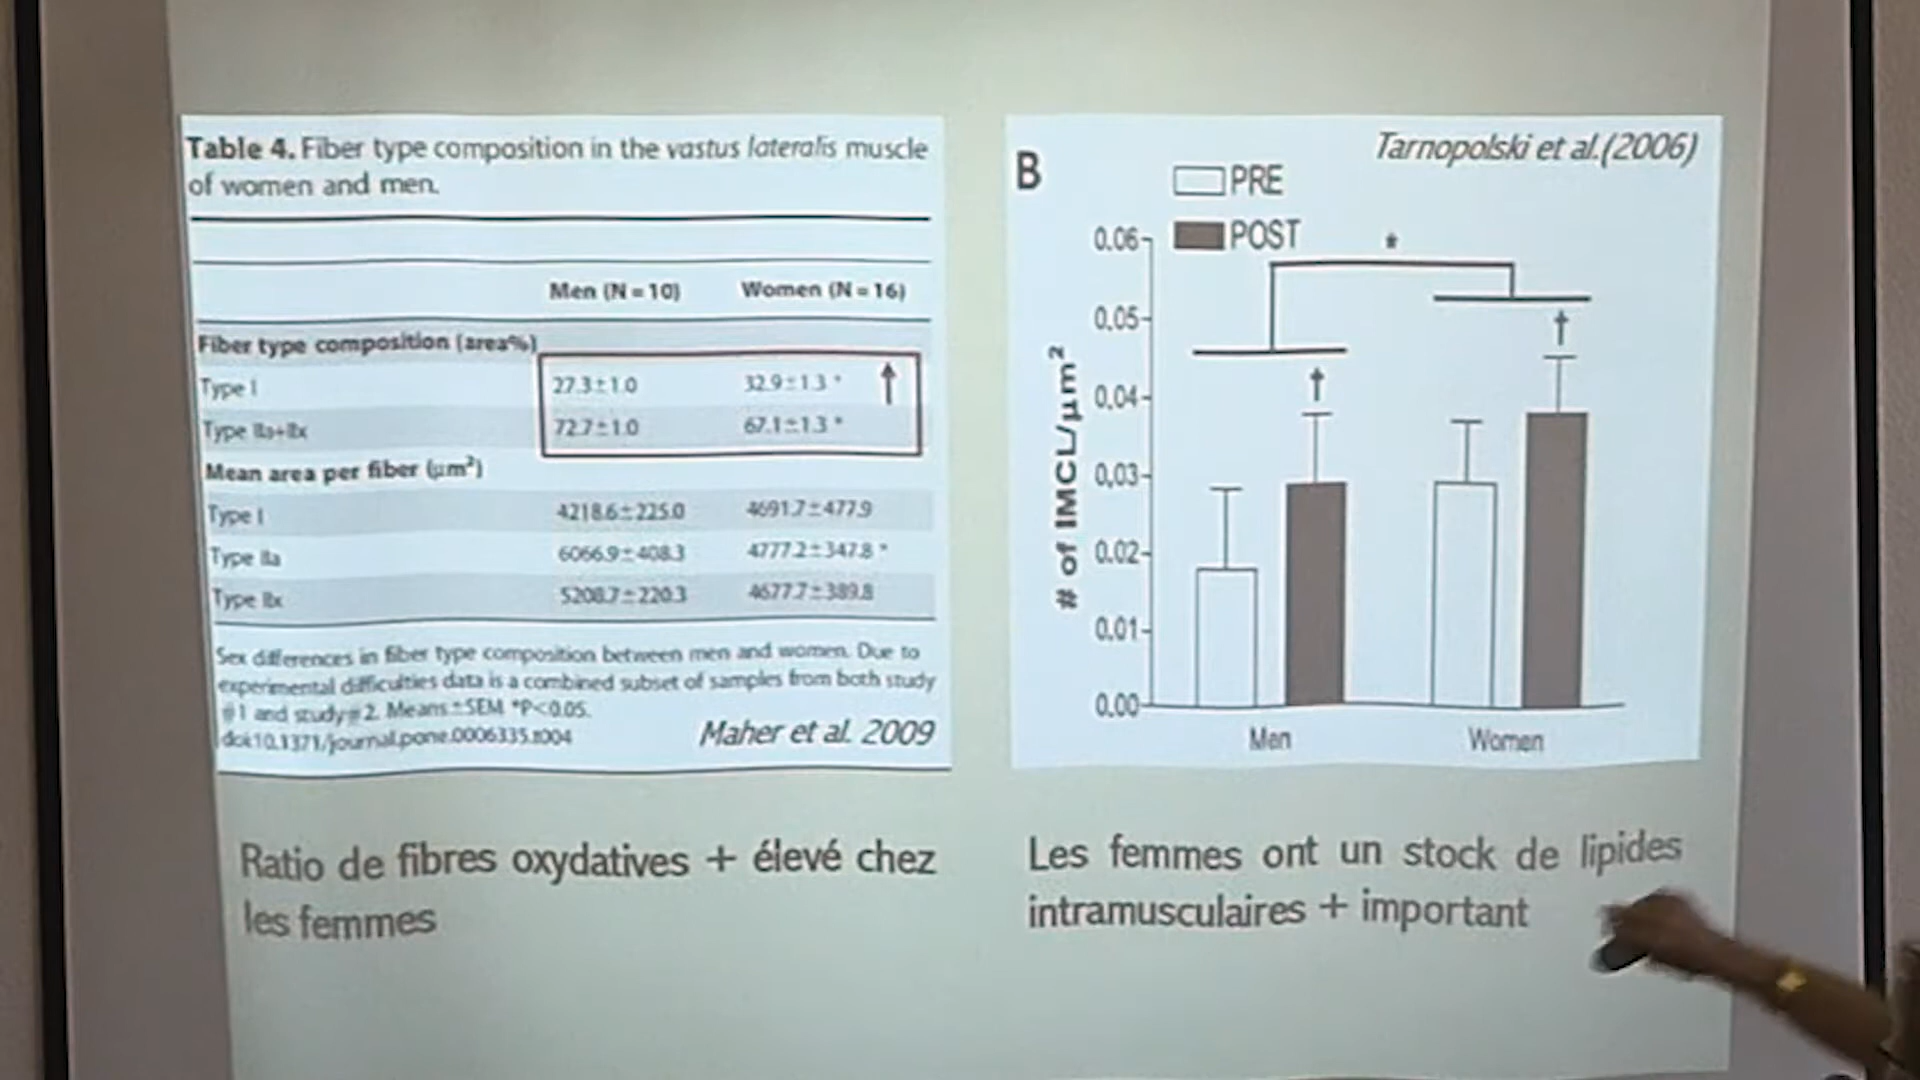 Table 4. Fiber type composition in the vastus lateralis muscle
of women and men.
Men (N = 10) Women (N = 16)
Fiber type composition (area%)
Type I 27.3±1.0 32.9±1.3 * ↑
Type IIa+IIx 72.7±1.0 67.1±1.3 *
Mean area per fiber (µm²)
Type I 4218.6±225.0 4691.7±477.9
Type IIa 6066.9±408.3 4777.2±347.8 *
Type IIx 5208.7±220.3 4677.7±389.8
Sex differences in fiber type composition between men and women. Due to
experimental difficulties data is a combined subset of samples from both study
#1 and study #2. Means ± SEM *P<0.05.
doi:10.1371/journal.pone.0006335.t004
Maher et al. 2009
Ratio de fibres oxydatives + élevé chez
les femmes
Tarnopolski et al.(2006)
B
PRE
POST
*
0.06
0.05
0.04
0.03
0.02
0.01
0.00
# of IMCL/µm²
†
†
Men
Women
Les femmes ont un stock de lipides
intramusculaires + important